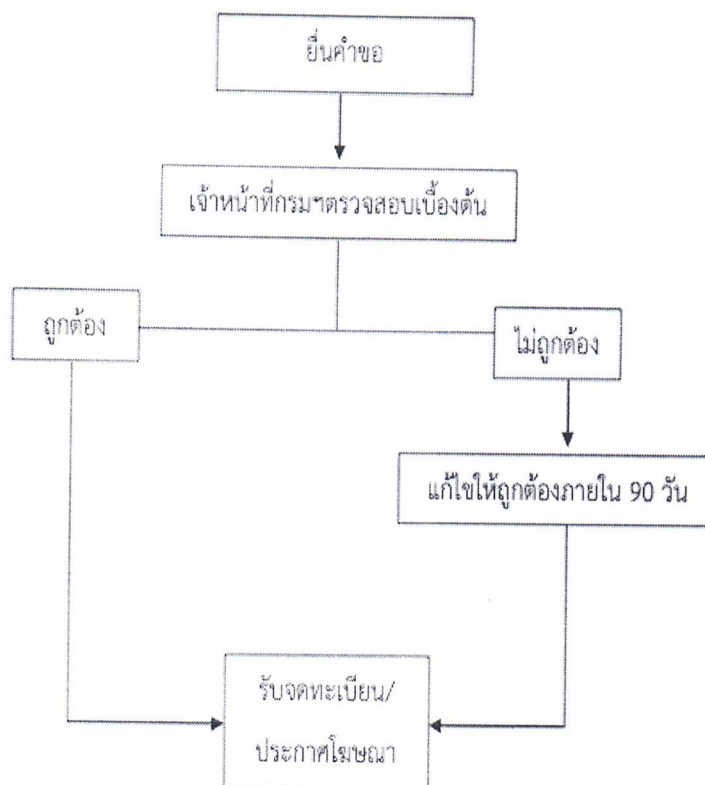 ยื่นคำขอ
เจ้าหน้าที่กรมฯตรวจสอบเบื้องต้น
ถูกต้อง
ไม่ถูกต้อง
แก้ไขให้ถูกต้องภายใน 90 วัน
รับจดทะเบียน/
ประกาศโฆษณา